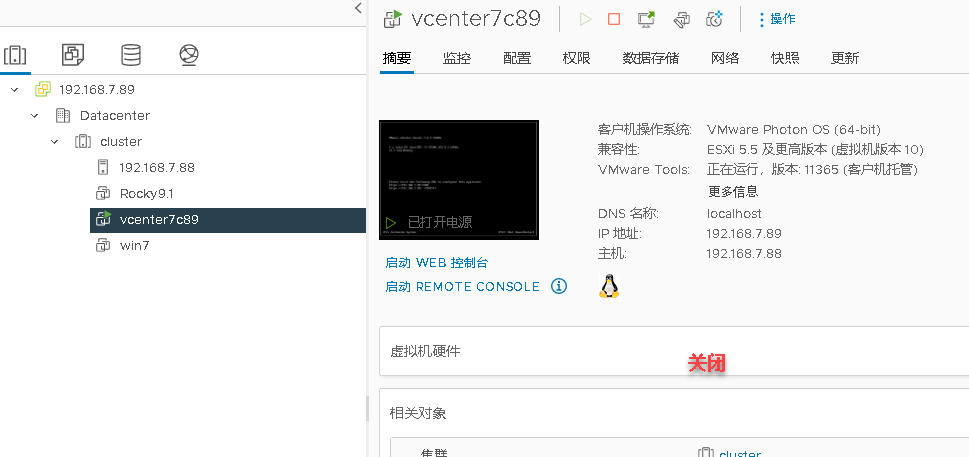 vcenter7c89
操作
摘要 监控 配置 权限 数据存储 网络 快照 更新
192.168.7.89
Datacenter
cluster
192.168.7.88
Rocky9.1
vcenter7c89
win7
已打开电源
启动 WEB 控制台
启动 REMOTE CONSOLE
客户机操作系统: VMware Photon OS (64-bit)
兼容性: ESXi 5.5 及更高版本 (虚拟机版本 10)
VMware Tools: 正在运行，版本: 11365 (客户机托管)
更多信息
DNS 名称: localhost
IP 地址: 192.168.7.89
主机: 192.168.7.88
虚拟机硬件
关闭
相关对象
集群 cluster